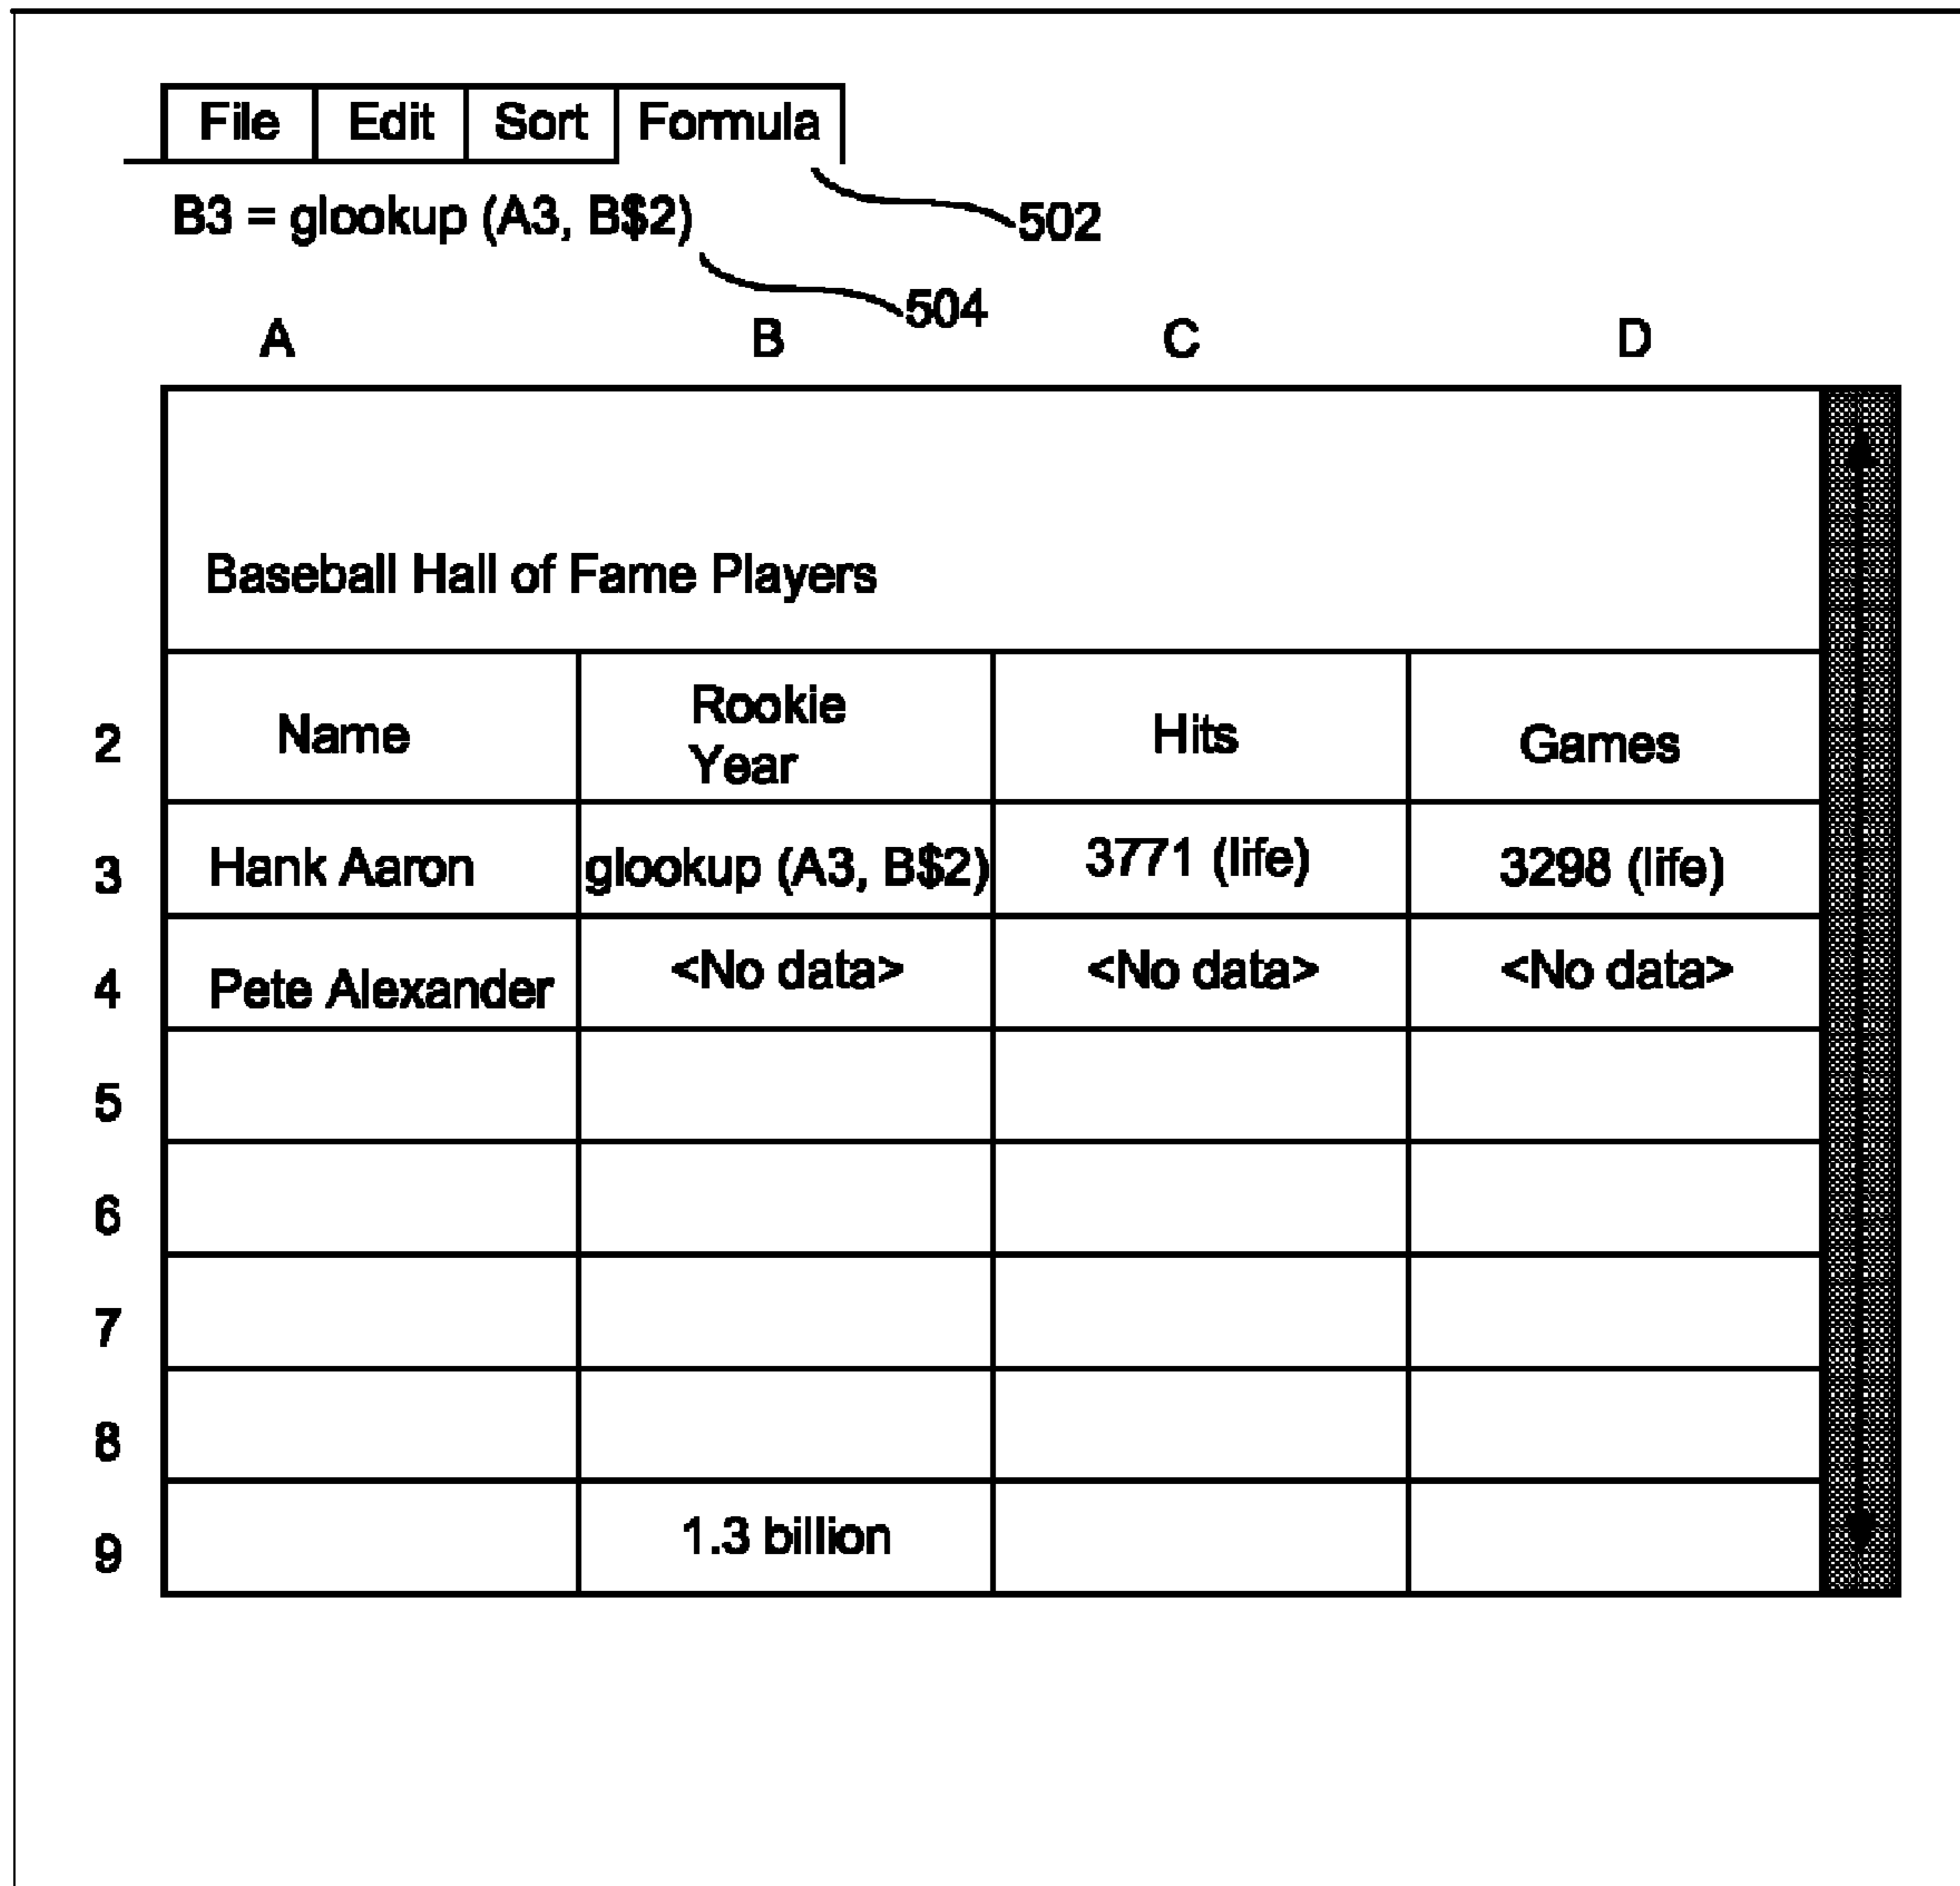 File Edit Sort Formula
B3 = glookup (A3, B$2)
502
504
A B C D
Baseball Hall of Fame Players
2 Name Rookie Year Hits Games
3 Hank Aaron glookup (A3, B$2) 3771 (life) 3298 (life)
4 Pete Alexander <No data> <No data> <No data>
5
6
7
8
9 1.3 billion